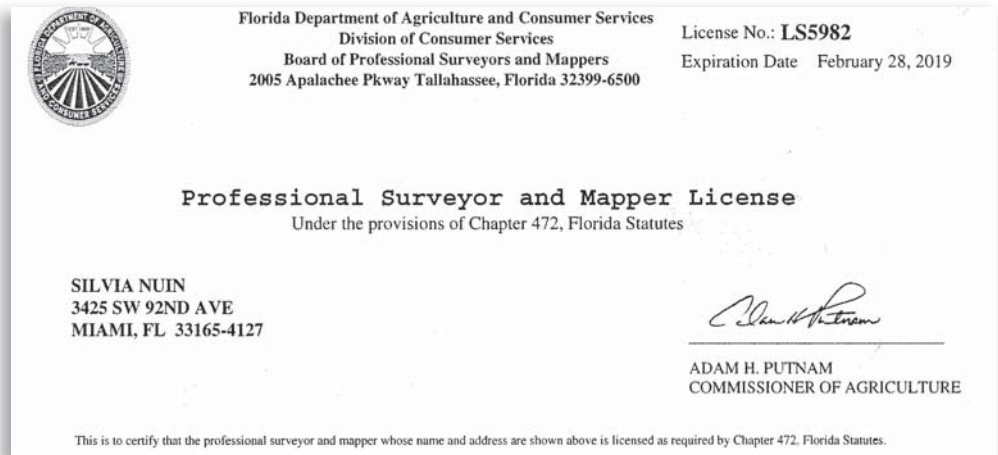 Florida Department of Agriculture and Consumer Services
Division of Consumer Services
Board of Professional Surveyors and Mappers
2005 Apalachee Pkway Tallahassee, Florida 32399-6500
License No.: LS5982
Expiration Date February 28, 2019
Professional Surveyor and Mapper License
Under the provisions of Chapter 472, Florida Statutes
SILVIA NUIN
3425 SW 92ND AVE
MIAMI, FL 33165-4127
ADAM H. PUTNAM
COMMISSIONER OF AGRICULTURE
This is to certify that the professional surveyor and mapper whose name and address are shown above is licensed as required by Chapter 472, Florida Statutes.